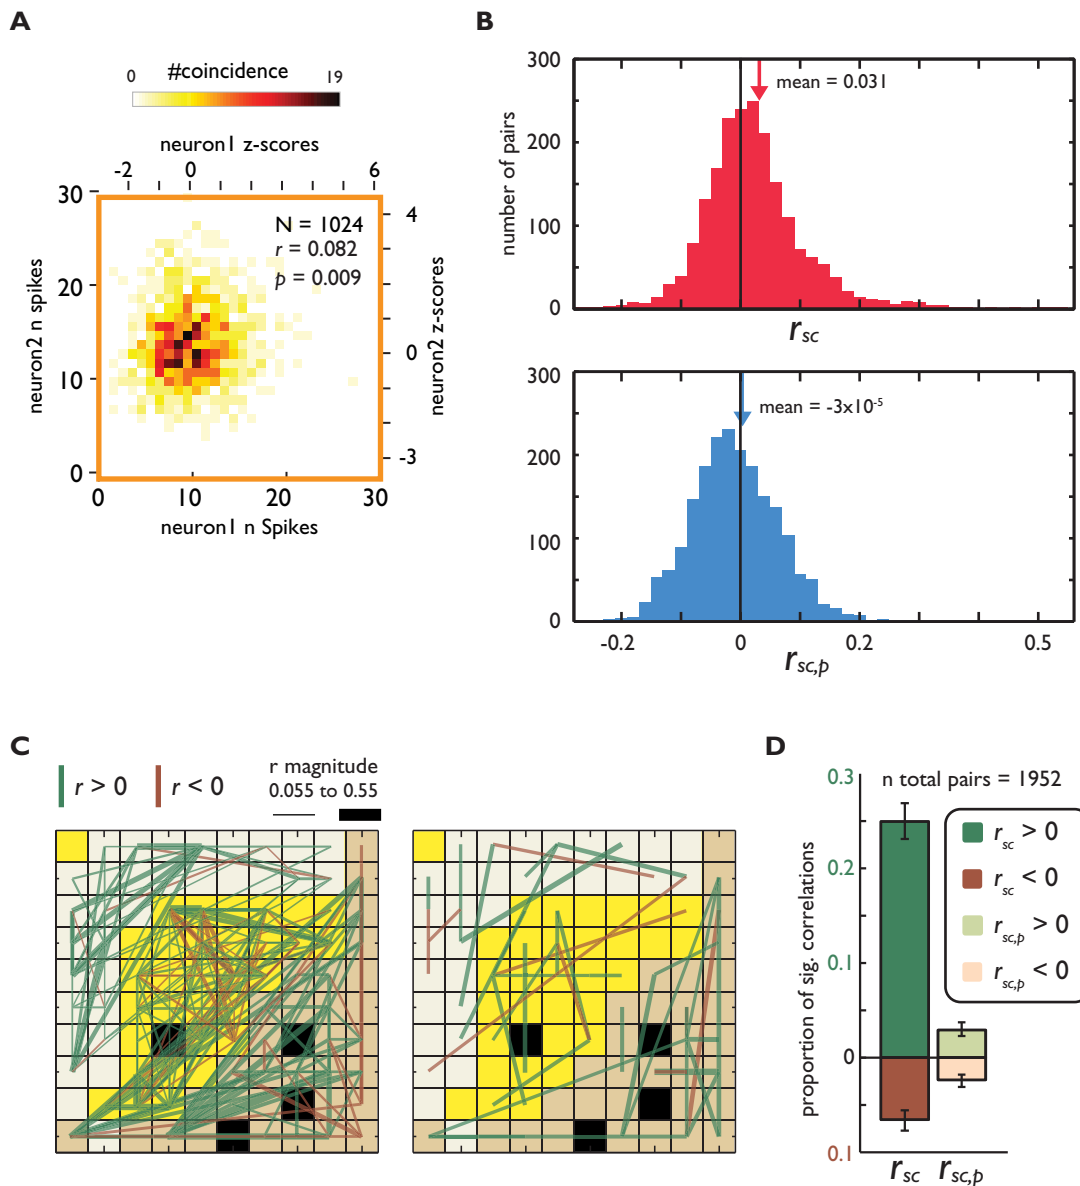 A
#coincidence
0 19
neuron1 z-scores
-2 0 6
30
20
10
0
neuron2 n spikes
N = 1024
r = 0.082
p = 0.009
4
0
-3
neuron2 z-scores
0 10 20 30
neuron1 n Spikes
B
300
200
100
0
number of pairs
mean = 0.031
rsc
300
200
100
0
mean = -3x10-5
-0.2 0 0.2 0.5
rsc,p
C
r > 0 r < 0
r magnitude
0.055 to 0.55
D
0.3
0.2
0.1
0
0.1
proportion of sig. correlations
n total pairs = 1952
rsc > 0
rsc < 0
rsc,p > 0
rsc,p < 0
rsc rsc,p